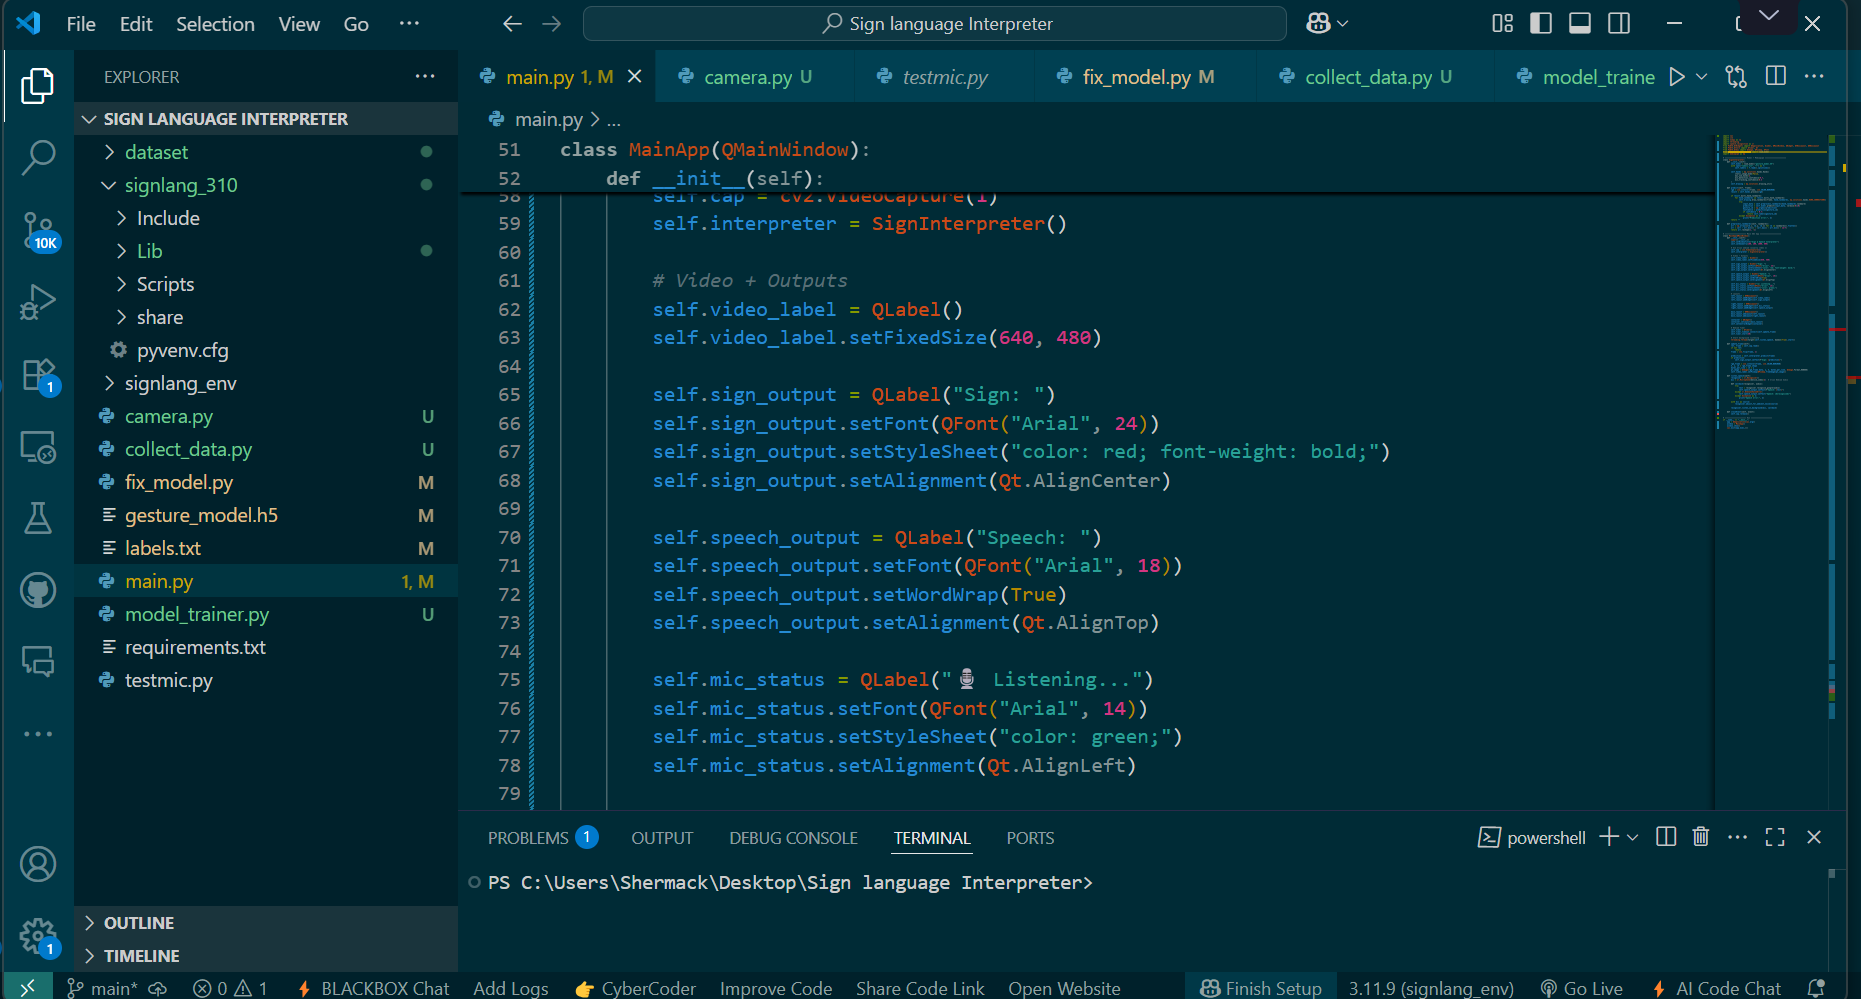 File Edit Selection View Go ... Sign language Interpreter
EXPLORER ...
SIGN LANGUAGE INTERPRETER
dataset
signlang_310
Include
Lib
Scripts
share
pyvenv.cfg
signlang_env
camera.py U
collect_data.py U
fix_model.py M
gesture_model.h5 M
labels.txt M
main.py 1, M
model_trainer.py U
requirements.txt
testmic.py
OUTLINE
TIMELINE
10K
1
1
main.py 1, M camera.py U testmic.py fix_model.py M collect_data.py U model_traine
main.py > ...
51 class MainApp(QMainWindow):
52 def __init__(self):
58 self.cap = cv2.VideoCapture(1)
59 self.interpreter = SignInterpreter()
60
61 # Video + Outputs
62 self.video_label = QLabel()
63 self.video_label.setFixedSize(640, 480)
64
65 self.sign_output = QLabel("Sign: ")
66 self.sign_output.setFont(QFont("Arial", 24))
67 self.sign_output.setStyleSheet("color: red; font-weight: bold;")
68 self.sign_output.setAlignment(Qt.AlignCenter)
69
70 self.speech_output = QLabel("Speech: ")
71 self.speech_output.setFont(QFont("Arial", 18))
72 self.speech_output.setWordWrap(True)
73 self.speech_output.setAlignment(Qt.AlignTop)
74
75 self.mic_status = QLabel("🎙 Listening...")
76 self.mic_status.setFont(QFont("Arial", 14))
77 self.mic_status.setStyleSheet("color: green;")
78 self.mic_status.setAlignment(Qt.AlignLeft)
79
PROBLEMS 1 OUTPUT DEBUG CONSOLE TERMINAL PORTS powershell
PS C:\Users\Shermack\Desktop\Sign language Interpreter>
main* 0 1 BLACKBOX Chat Add Logs 👉 CyberCoder Improve Code Share Code Link Open Website Finish Setup 3.11.9 (signlang_env) Go Live AI Code Chat